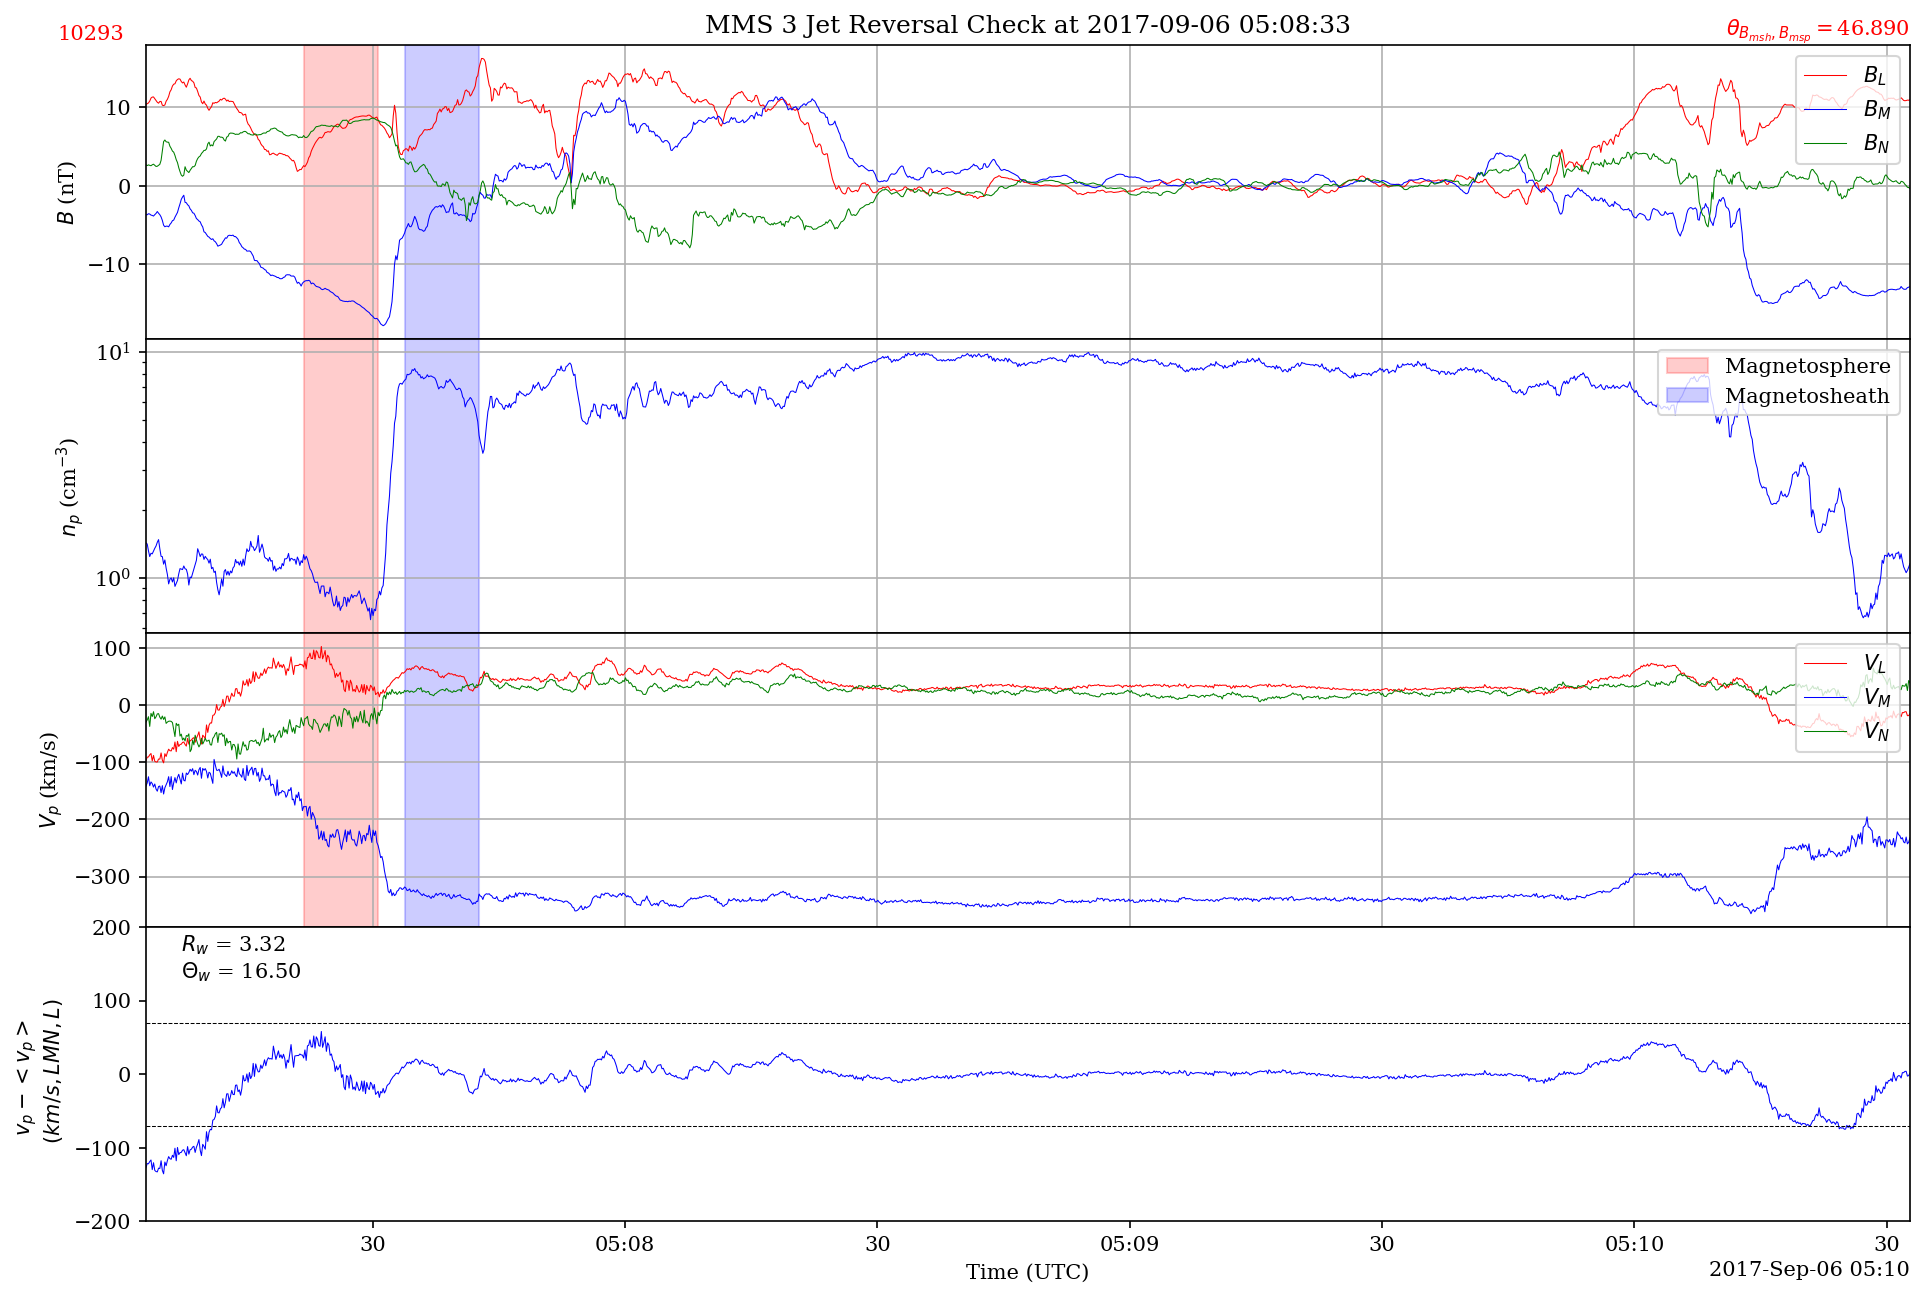 MMS 3 Jet Reversal Check at 2017-09-06 05:08:33
10293
θ_{B_{msh}, B_{msp}} = 46.890
B (nT)
10
0
−10
B_L
B_M
B_N
n_p (cm^{−3})
10^1
10^0
Magnetosphere
Magnetosheath
V_p (km/s)
100
0
−100
−200
−300
V_L
V_M
V_N
v_p − < v_p >
(km/s, LMN, L)
200
100
0
−100
−200
R_w = 3.32
Θ_w = 16.50
30 05:08 30 05:09 30 05:10 30
Time (UTC)
2017-Sep-06 05:10